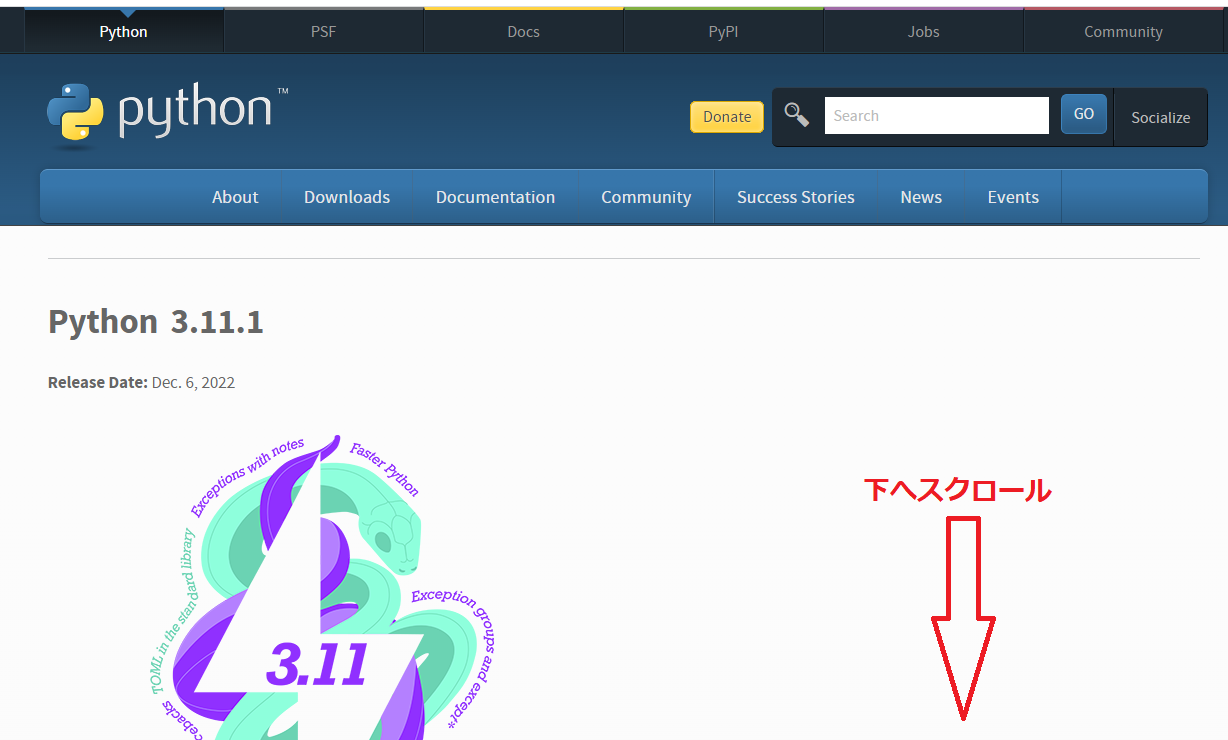 Python PSF Docs PyPI Jobs Community
python™
Donate Search GO Socialize
About Downloads Documentation Community Success Stories News Events
Python 3.11.1
Release Date: Dec. 6, 2022
Exceptions with notes
Faster Python
下へスクロール
TOML in the standard library
Exception groups and except*
3.11